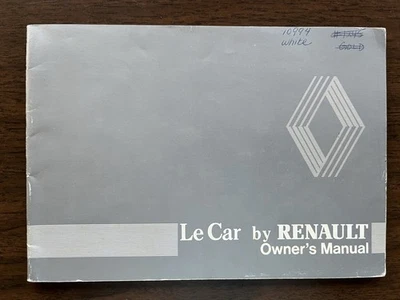 10994
white
Le Car by RENAULT
Owner's Manual